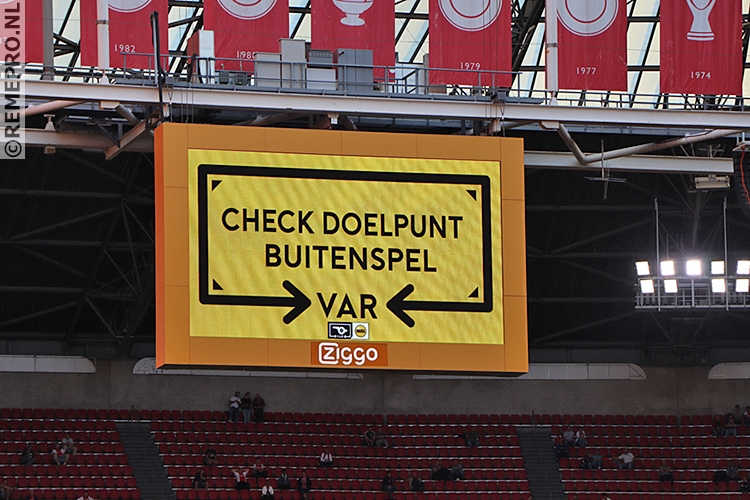 © REMEPRO.NL
1982
1980
1979
1977
1974
CHECK DOELPUNT
BUITENSPEL
VAR
Ziggo